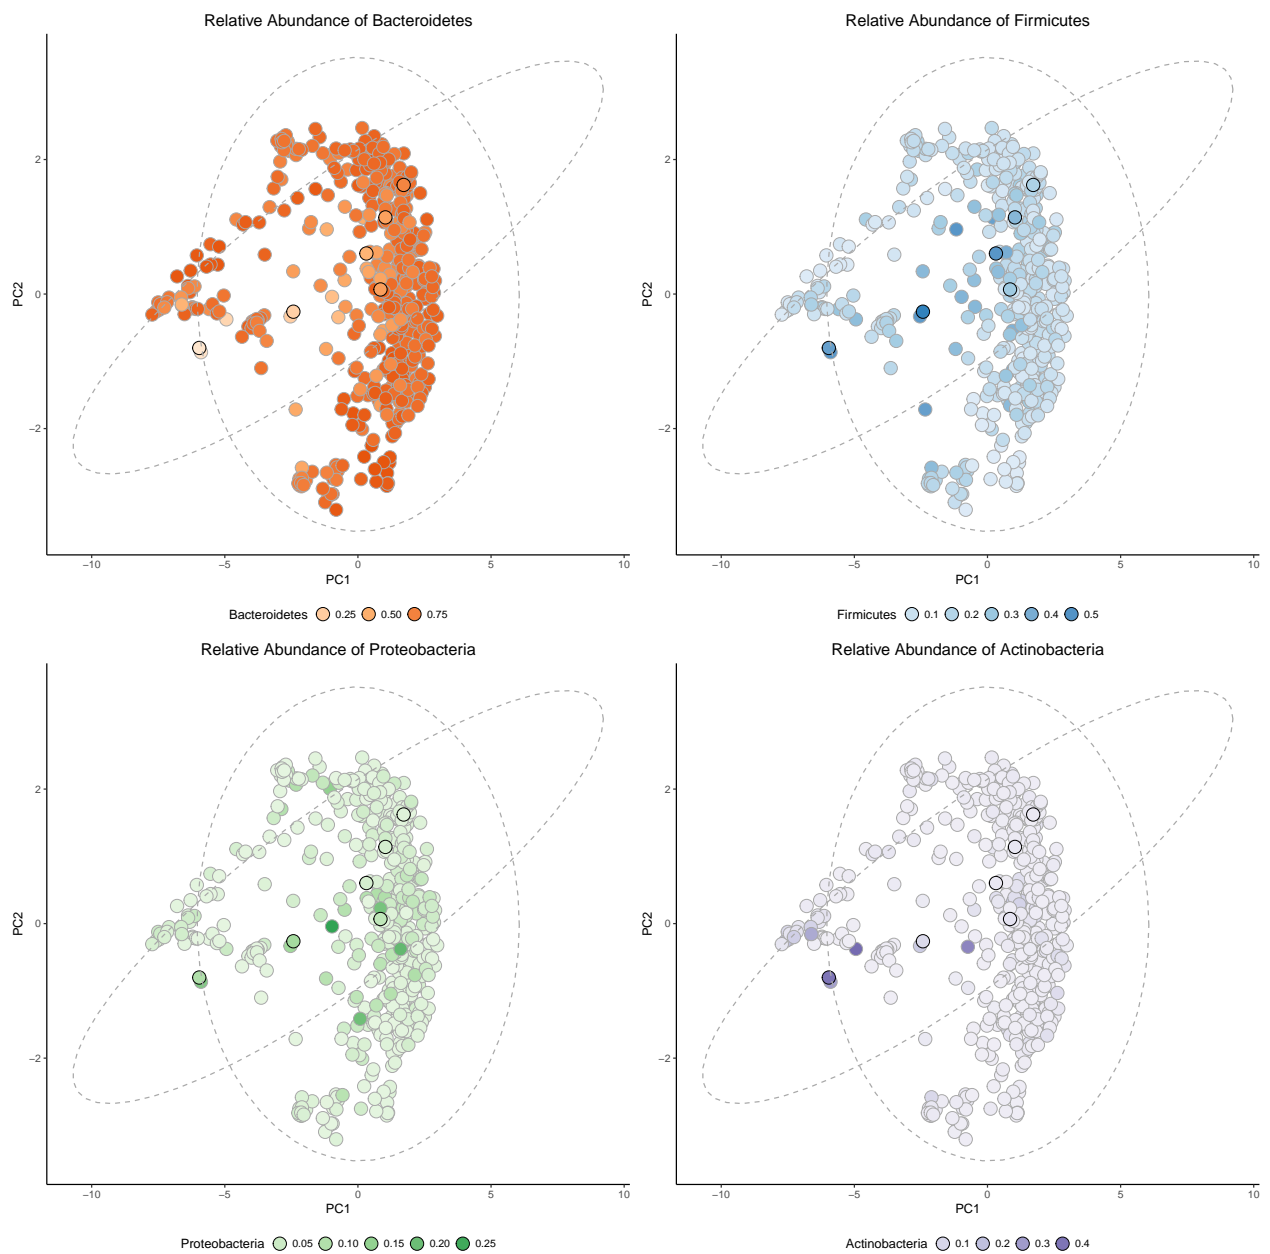 Relative Abundance of Bacteroidetes
PC2
2
0
−2
−10 −5 0 5 10
PC1
Bacteroidetes 0.25 0.50 0.75
Relative Abundance of Firmicutes
PC2
2
0
−2
−10 −5 0 5 10
PC1
Firmicutes 0.1 0.2 0.3 0.4 0.5
Relative Abundance of Proteobacteria
PC2
2
0
−2
−10 −5 0 5 10
PC1
Proteobacteria 0.05 0.10 0.15 0.20 0.25
Relative Abundance of Actinobacteria
PC2
2
0
−2
−10 −5 0 5 10
PC1
Actinobacteria 0.1 0.2 0.3 0.4